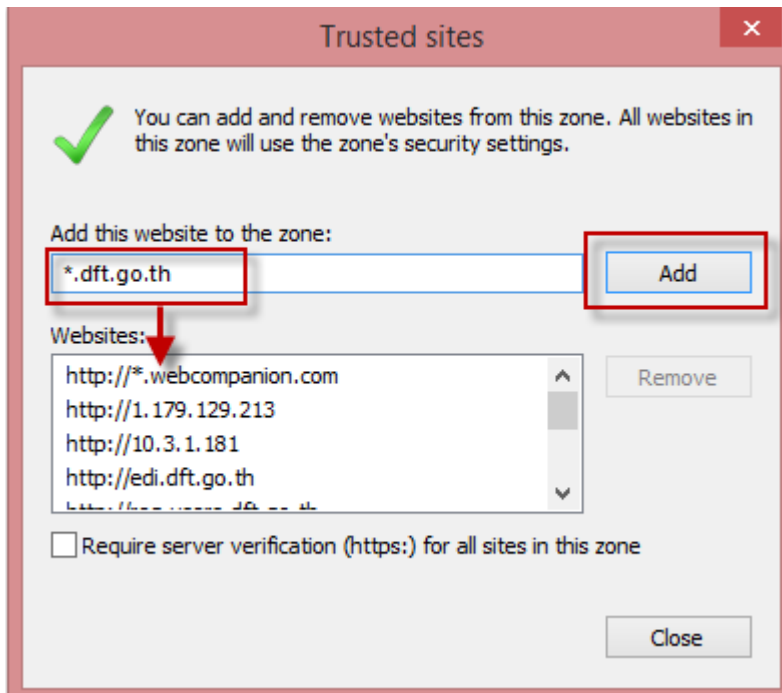 Trusted sites
You can add and remove websites from this zone. All websites in
this zone will use the zone's security settings.
Add this website to the zone:
*.dft.go.th
Add
Websites:
http://*.webcompanion.com
Remove
http://1.179.129.213
http://10.3.1.181
http://edi.dft.go.th
Require server verification (https:) for all sites in this zone
Close